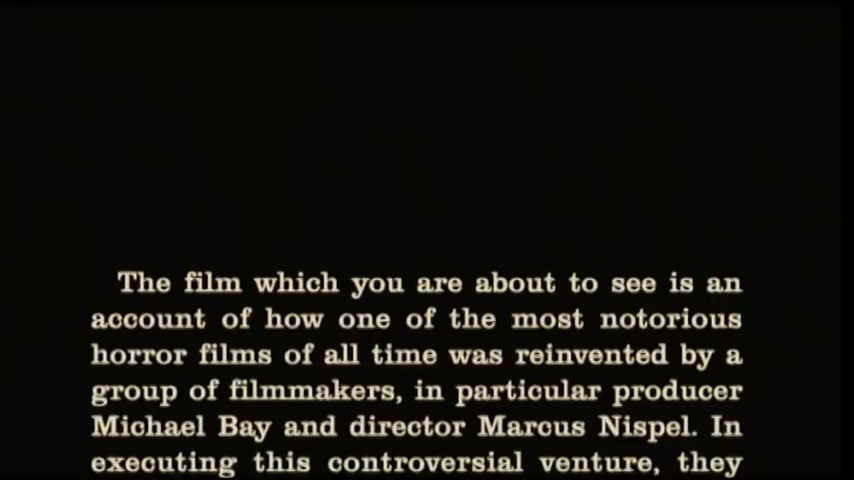 The film which you are about to see is an
account of how one of the most notorious
horror films of all time was reinvented by a
group of filmmakers, in particular producer
Michael Bay and director Marcus Nispel. In
executing this controversial venture, they